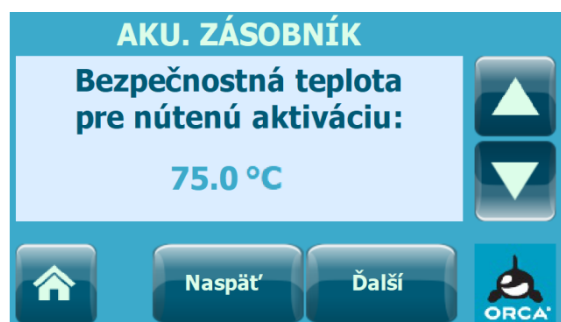 AKU. ZÁSOBNÍK
Bezpečnostná teplota
pre nútenú aktiváciu:
75.0 °C
Naspäť
Ďalší
ORCA